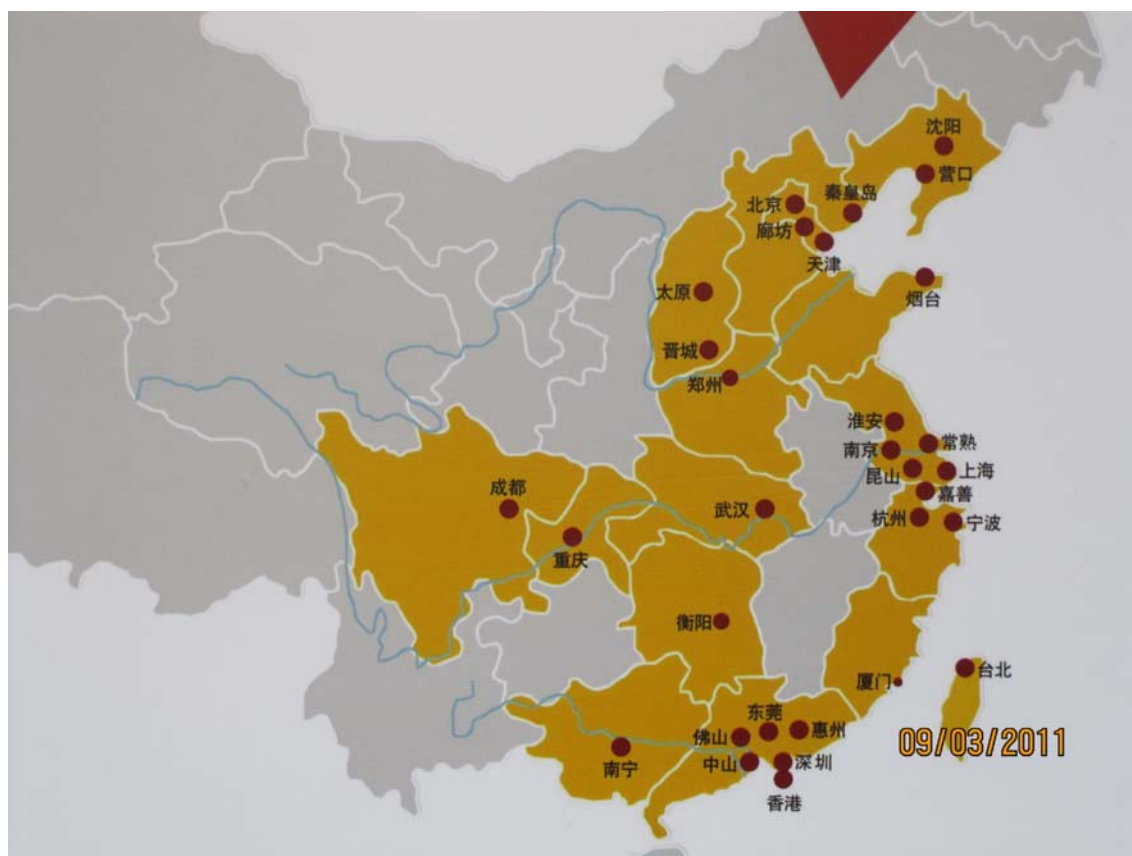 沈阳
营口
秦皇岛
北京
廊坊
天津
烟台
太原
晋城
郑州
淮安
常熟
南京
昆山
上海
成都
嘉善
武汉
杭州
宁波
重庆
衡阳
台北
厦门
东莞
惠州
佛山
09/03/2011
南宁
中山
深圳
香港